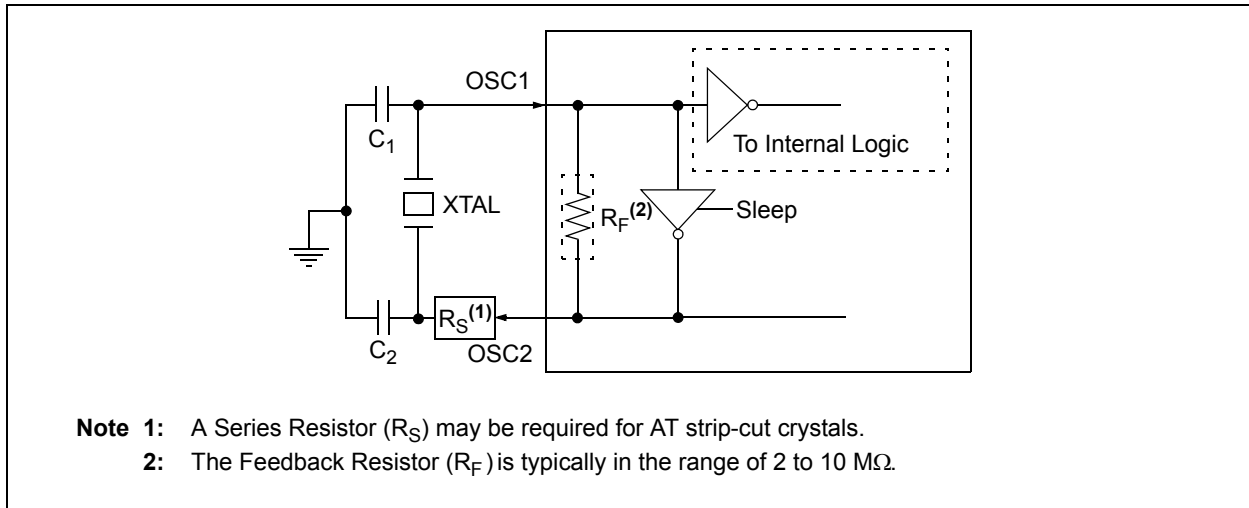 OSC1
C1
To Internal Logic
XTAL
RF(2)
Sleep
RS(1)
C2
OSC2
Note 1: A Series Resistor (RS) may be required for AT strip-cut crystals.
2: The Feedback Resistor (RF) is typically in the range of 2 to 10 MΩ.